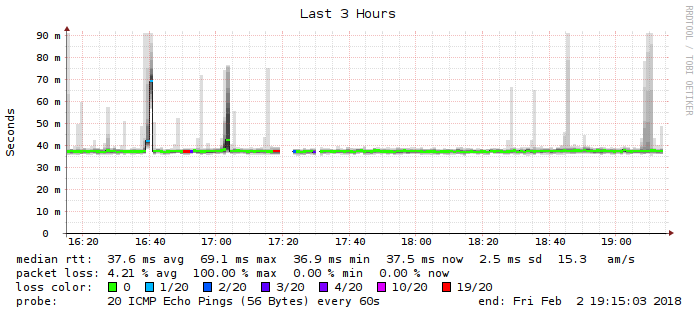 Last 3 Hours
RRDTOOL / TOBI OETIKER
Seconds
90 m
80 m
70 m
60 m
50 m
40 m
30 m
20 m
10 m
0
16:20 16:40 17:00 17:20 17:40 18:00 18:20 18:40 19:00
median rtt: 37.6 ms avg 69.1 ms max 36.9 ms min 37.5 ms now 2.5 ms sd 15.3 am/s
packet loss: 4.21 % avg 100.00 % max 0.00 % min 0.00 % now
loss color: 0 1/20 2/20 3/20 4/20 10/20 19/20
probe: 20 ICMP Echo Pings (56 Bytes) every 60s end: Fri Feb 2 19:15:03 2018